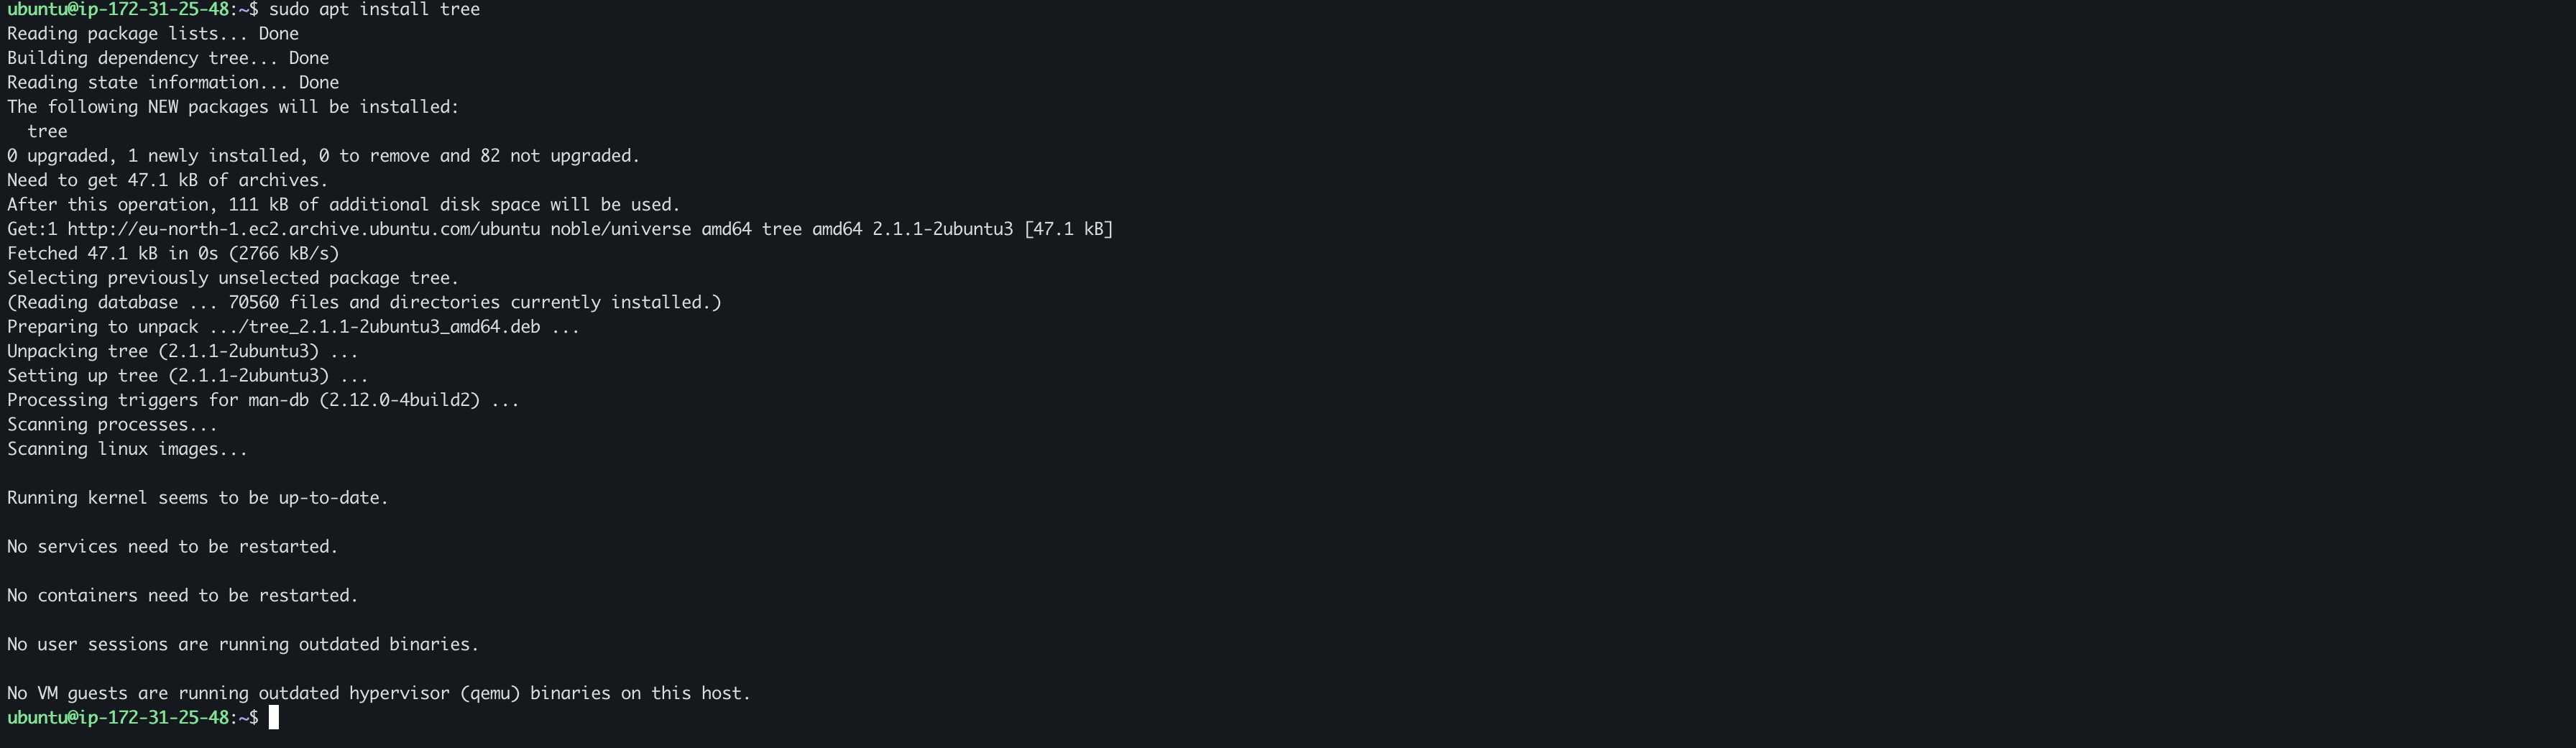 ubuntu@ip-172-31-25-48:~$ sudo apt install tree
Reading package lists... Done
Building dependency tree... Done
Reading state information... Done
The following NEW packages will be installed:
  tree
0 upgraded, 1 newly installed, 0 to remove and 82 not upgraded.
Need to get 47.1 kB of archives.
After this operation, 111 kB of additional disk space will be used.
Get:1 http://eu-north-1.ec2.archive.ubuntu.com/ubuntu noble/universe amd64 tree amd64 2.1.1-2ubuntu3 [47.1 kB]
Fetched 47.1 kB in 0s (2766 kB/s)
Selecting previously unselected package tree.
(Reading database ... 70560 files and directories currently installed.)
Preparing to unpack .../tree_2.1.1-2ubuntu3_amd64.deb ...
Unpacking tree (2.1.1-2ubuntu3) ...
Setting up tree (2.1.1-2ubuntu3) ...
Processing triggers for man-db (2.12.0-4build2) ...
Scanning processes...
Scanning linux images...

Running kernel seems to be up-to-date.

No services need to be restarted.

No containers need to be restarted.

No user sessions are running outdated binaries.

No VM guests are running outdated hypervisor (qemu) binaries on this host.
ubuntu@ip-172-31-25-48:~$